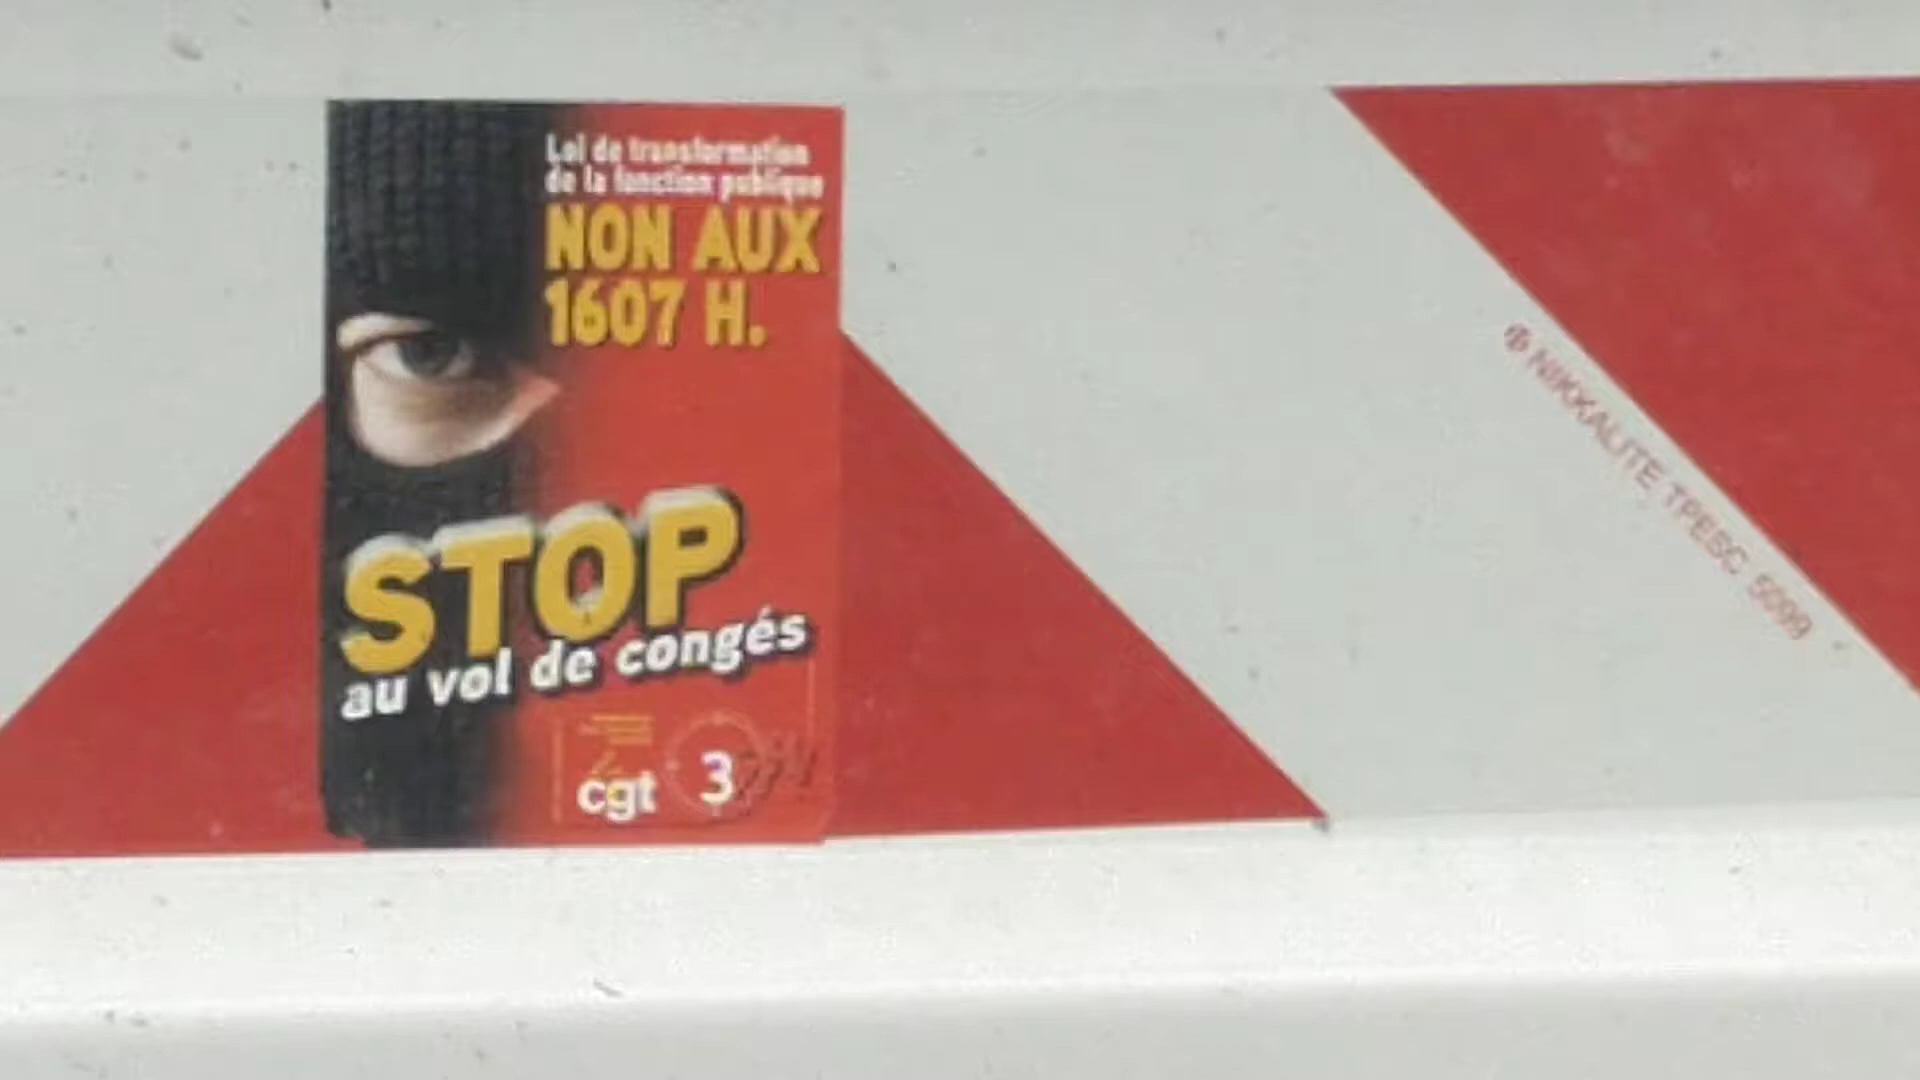 Loi de transformation
de la fonction publique
NON AUX
1607 H.
STOP
au vol de congés
cgt
3
NIKKALITE TPESC 5099